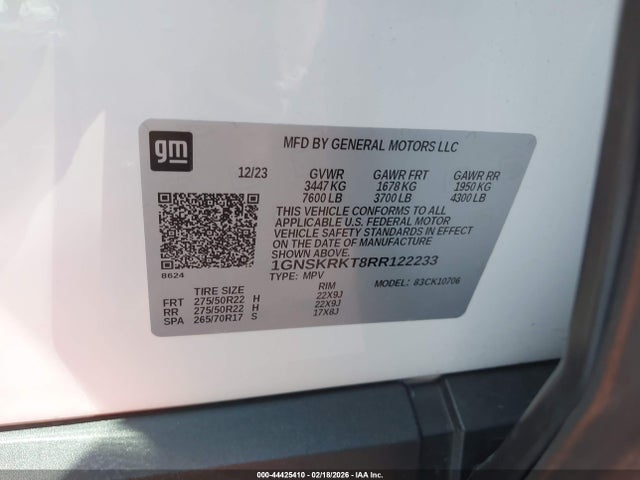 gm
MFD BY GENERAL MOTORS LLC
12/23 GVWR GAWR FRT GAWR RR
3447 KG 1678 KG 1950 KG
7600 LB 3700 LB 4300 LB
THIS VEHICLE CONFORMS TO ALL
APPLICABLE U.S. FEDERAL MOTOR
VEHICLE SAFETY STANDARDS IN
EFFECT ON THE DATE OF MANUFACTURE
SHOWN ABOVE.
1GNSKRKT8RR122233
8624
TYPE: MPV MODEL: 83CK10706
TIRE SIZE RIM
FRT 275/50R22 H 22X9J
RR 275/50R22 H 22X9J
SPA 265/70R17 S 17X8J
000-44425410 - 02/18/2026 - IAA Inc.